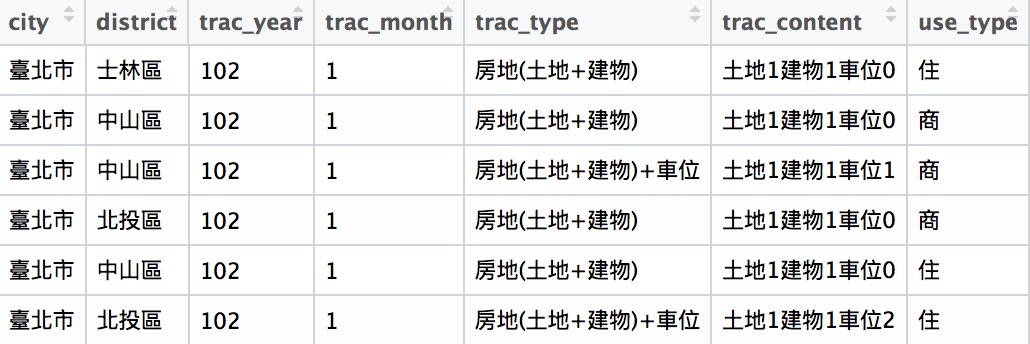 city district trac_year trac_month trac_type trac_content use_type
臺北市 士林區 102 1 房地(土地+建物) 土地1建物1車位0 住
臺北市 中山區 102 1 房地(土地+建物) 土地1建物1車位0 商
臺北市 中山區 102 1 房地(土地+建物)+車位 土地1建物1車位1 商
臺北市 北投區 102 1 房地(土地+建物) 土地1建物1車位0 商
臺北市 中山區 102 1 房地(土地+建物) 土地1建物1車位0 住
臺北市 北投區 102 1 房地(土地+建物)+車位 土地1建物1車位2 住